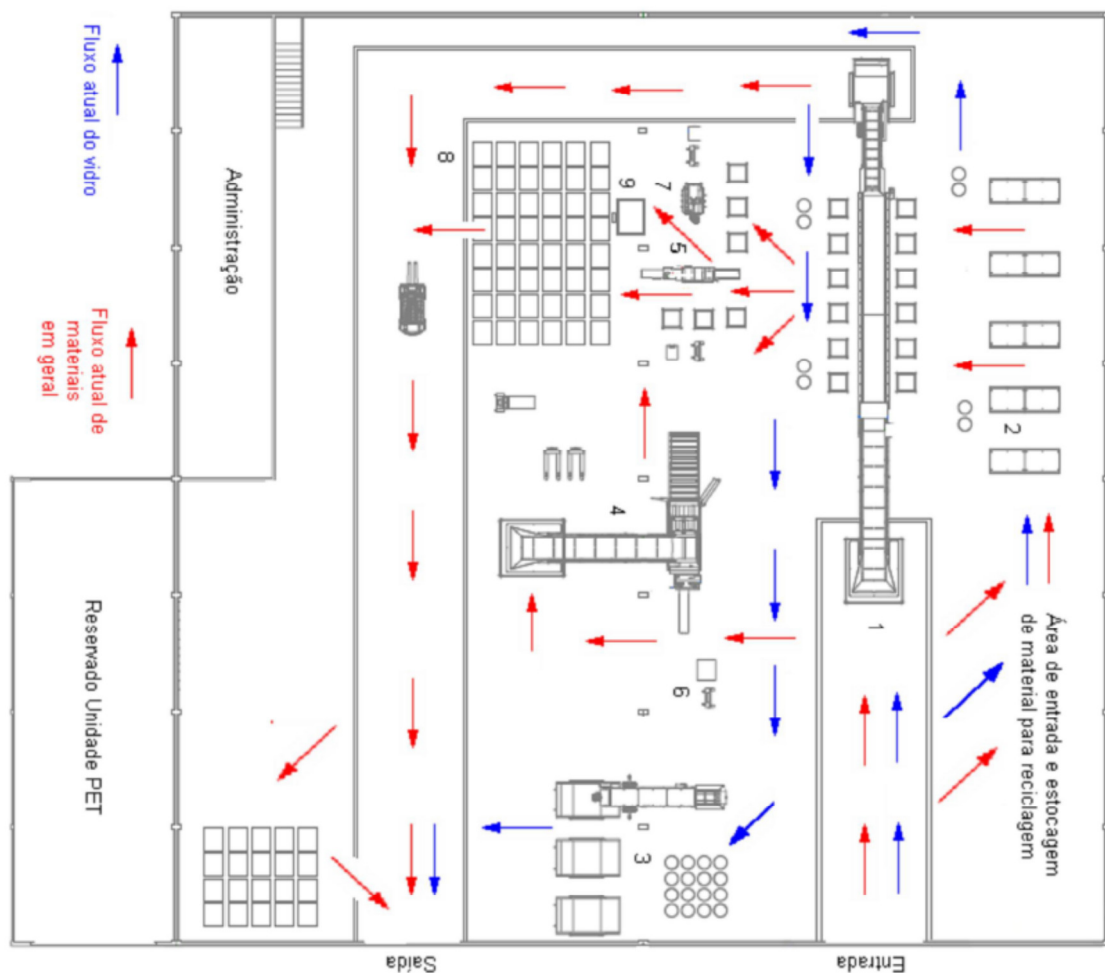 Área de entrada e estocagem
de material para reciclagem
2
1
Entrada
7
5
6
9
4
3
8
Saída
Administração
Reservado Unidade PET
Fluxo atual do vidro
Fluxo atual de
materiais
em geral